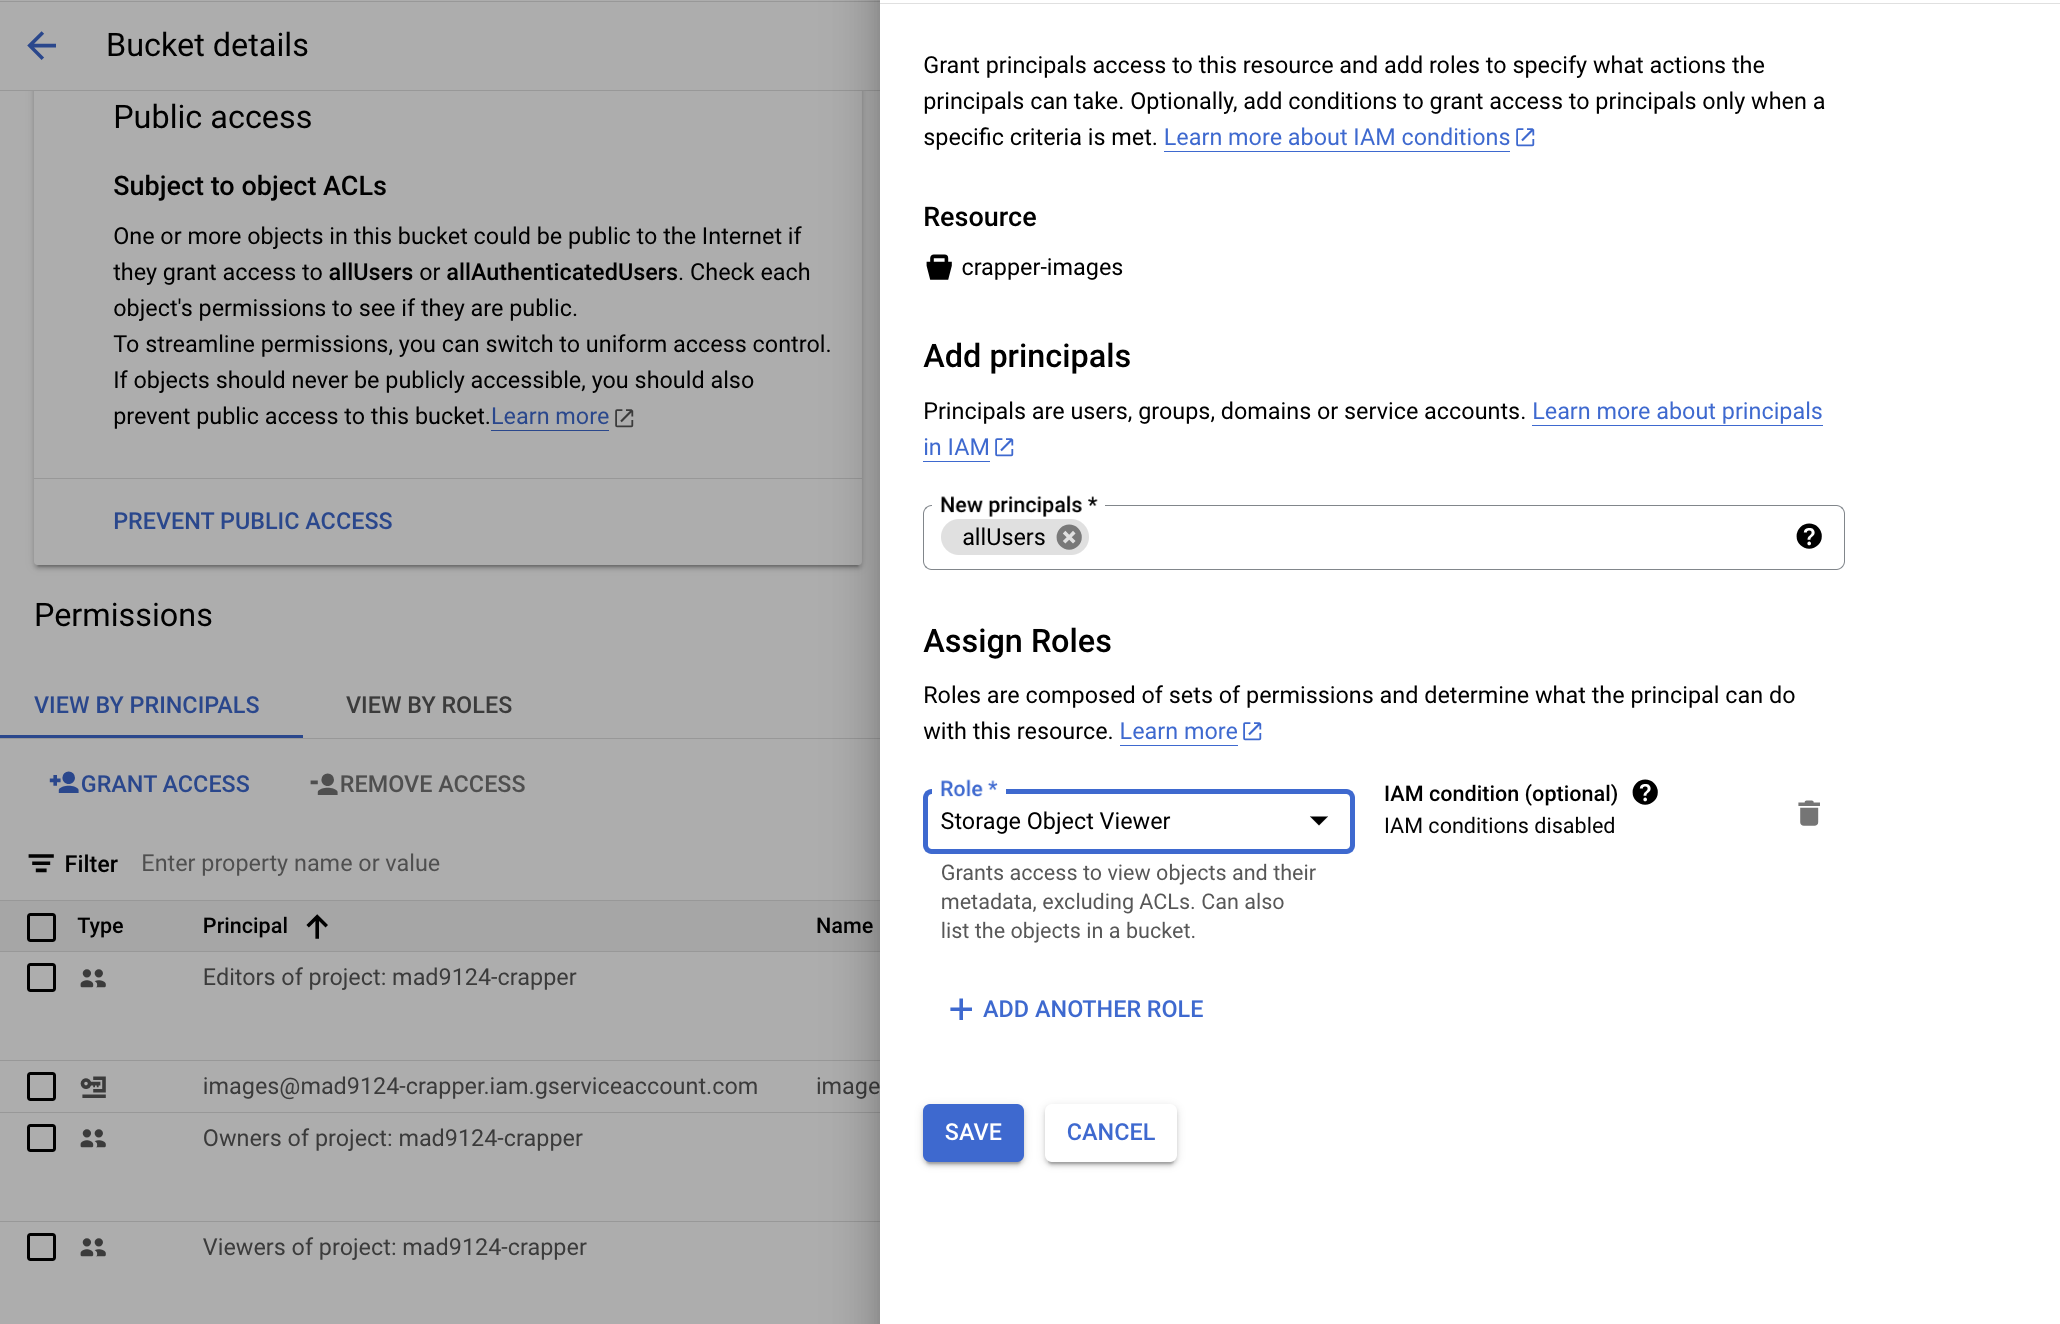 Bucket details
Public access
Subject to object ACLs
One or more objects in this bucket could be public to the Internet if
they grant access to allUsers or allAuthenticatedUsers. Check each
object's permissions to see if they are public.
To streamline permissions, you can switch to uniform access control.
If objects should never be publicly accessible, you should also
prevent public access to this bucket.Learn more
PREVENT PUBLIC ACCESS
Permissions
VIEW BY PRINCIPALS VIEW BY ROLES
GRANT ACCESS REMOVE ACCESS
Filter Enter property name or value
Type Principal Name
Editors of project: mad9124-crapper
images@mad9124-crapper.iam.gserviceaccount.com image
Owners of project: mad9124-crapper
Viewers of project: mad9124-crapper
Grant principals access to this resource and add roles to specify what actions the
principals can take. Optionally, add conditions to grant access to principals only when a
specific criteria is met. Learn more about IAM conditions
Resource
crapper-images
Add principals
Principals are users, groups, domains or service accounts. Learn more about principals
in IAM
New principals *
allUsers
Assign Roles
Roles are composed of sets of permissions and determine what the principal can do
with this resource. Learn more
Role *
Storage Object Viewer
IAM condition (optional)
IAM conditions disabled
Grants access to view objects and their
metadata, excluding ACLs. Can also
list the objects in a bucket.
ADD ANOTHER ROLE
SAVE CANCEL